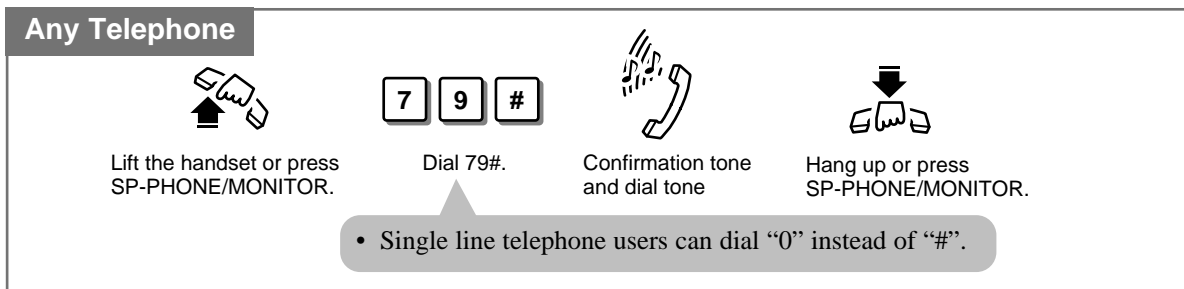 Any Telephone
7 9 #
Lift the handset or press
SP-PHONE/MONITOR.
Dial 79#.
Confirmation tone
and dial tone
Hang up or press
SP-PHONE/MONITOR.
• Single line telephone users can dial “0” instead of “#”.